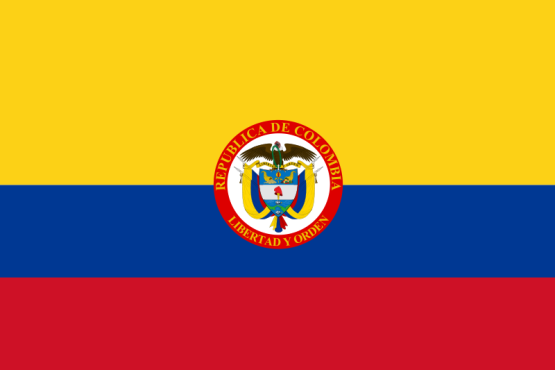 REPUBLICA DE COLOMBIA
LIBERTAD Y ORDEN